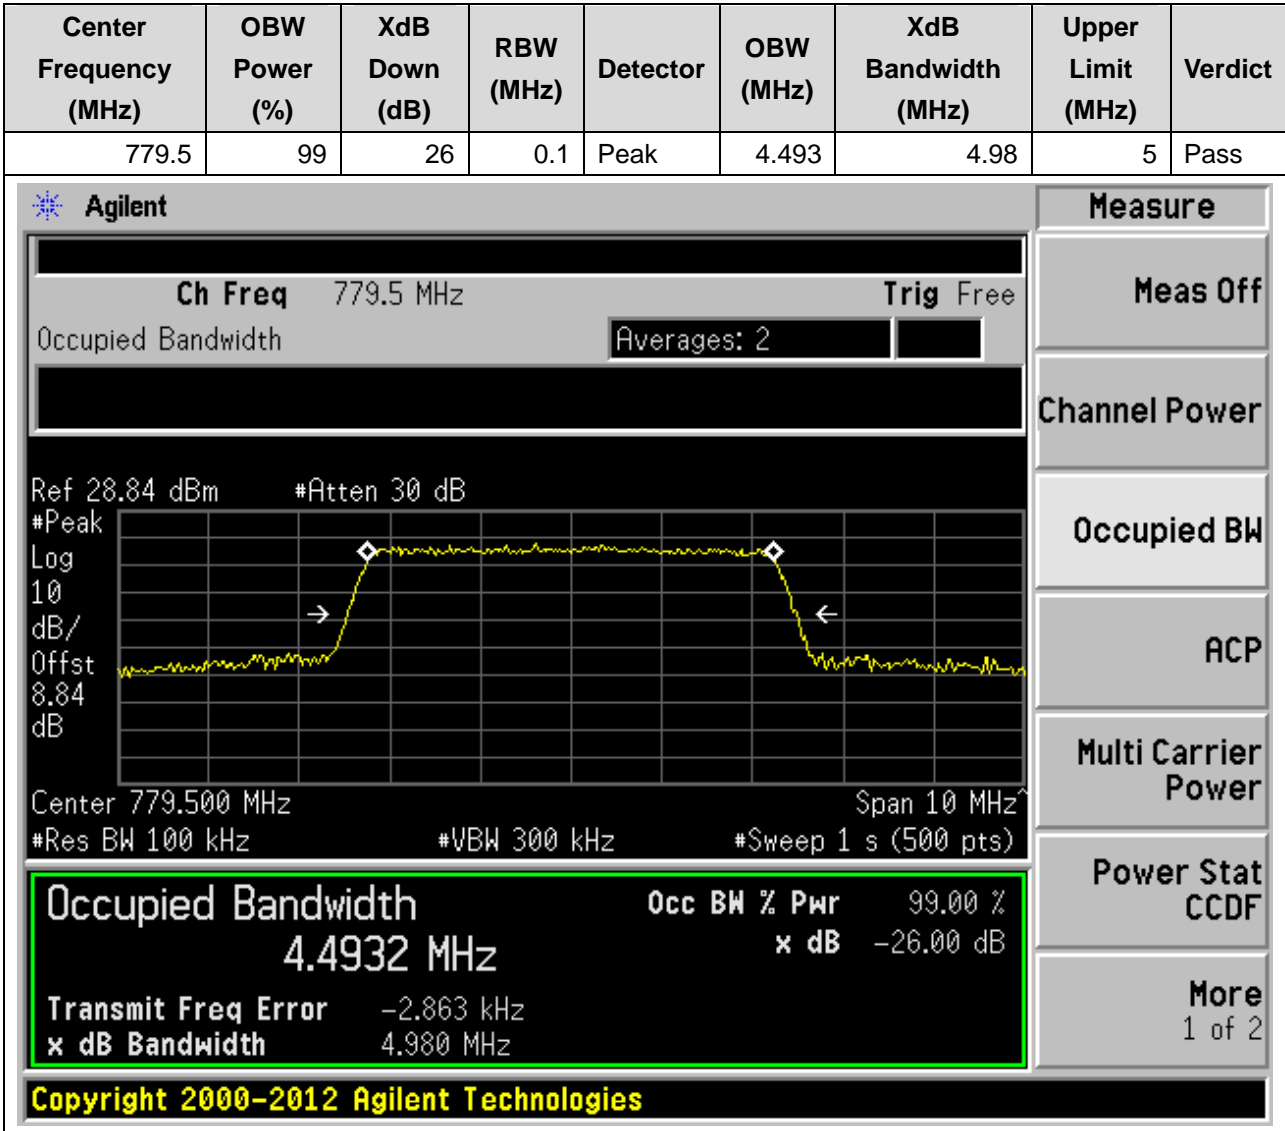 Center Frequency (MHz) OBW Power (%) XdB Down (dB) RBW (MHz) Detector OBW (MHz) XdB Bandwidth (MHz) Upper Limit (MHz) Verdict
779.5 99 26 0.1 Peak 4.493 4.98 5 Pass
Agilent
Measure
Ch Freq 779.5 MHz Trig Free
Meas Off
Occupied Bandwidth Averages: 2
Channel Power
Ref 28.84 dBm #Atten 30 dB
#Peak
Log
10
dB/
Offst
8.84
dB
Occupied BW
ACP
Multi Carrier
Power
Center 779.500 MHz Span 10 MHz^
#Res BW 100 kHz #VBW 300 kHz #Sweep 1 s (500 pts)
Power Stat
CCDF
Occupied Bandwidth Occ BW % Pwr 99.00 %
4.4932 MHz x dB -26.00 dB
Transmit Freq Error -2.863 kHz
x dB Bandwidth 4.980 MHz
More
1 of 2
Copyright 2000-2012 Agilent Technologies